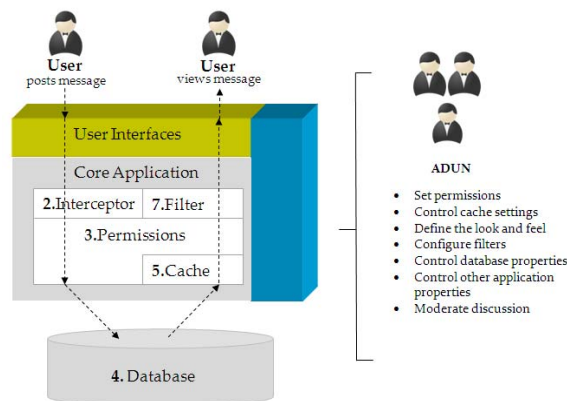 User
posts message
User
views message
User Interfaces
Core Application
2.Interceptor
7.Filter
3.Permissions
5.Cache
4. Database
ADUN
• Set permissions
• Control cache settings
• Define the look and feel
• Configure filters
• Control database properties
• Control other application
properties
• Moderate discussion